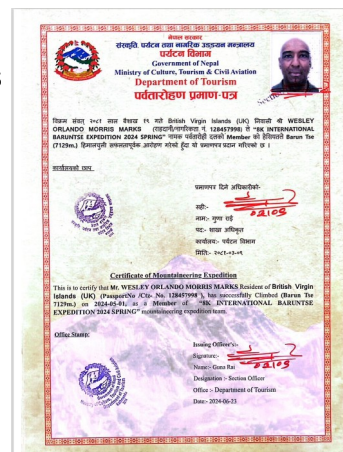 नेपाल सरकार
संस्कृति, पर्यटन तथा नागरिक उड्डयन मन्त्रालय
पर्यटन विभाग
Government of Nepal
Ministry of Culture, Tourism & Civil Aviation
Department of Tourism
पर्वतारोहण प्रमाण-पत्र
विक्रम संवत् २०८१ साल बैशाख १९ गते British Virgin Islands (UK) निवासी श्री WESLEY
ORLANDO MORRIS MARKS (राहदानी/नागरिकता नं. 128457998) ले "8K INTERNATIONAL
BARUNTSE EXPEDITION 2024 SPRING" नामक पर्वतारोही दलको Member को हैसियतले Barun Tse
(7129m.) हिमालचुली सफलतापूर्वक आरोहण गरेको हुँदा यो प्रमाणपत्र प्रदान गरिएको छ ।
कार्यालयको छाप
प्रमाणपत्र दिने अधिकारीको-
सही:-
नाम:- गुणा राई
पद:- शाखा अधिकृत
कार्यालय:- पर्यटन विभाग
मिति:- २०८१-०३-०९
Certificate of Mountaineering Expedition
This is to certify that Mr. WESLEY ORLANDO MORRIS MARKS Resident of British Virgin
Islands (UK) (PassportNo /Ctz- No. 128457998 ), has successfully Climbed (Barun Tse
7129m.) on 2024-05-01, as a Member of "8K INTERNATIONAL BARUNTSE
EXPEDITION 2024 SPRING" mountaineering expedition team.
Office Stamp:
Issuing Officer's:-
Signature:-
Name:- Guna Rai
Designation :- Section Officer
Office :- Department of Tourism
Date:- 2024-06-23